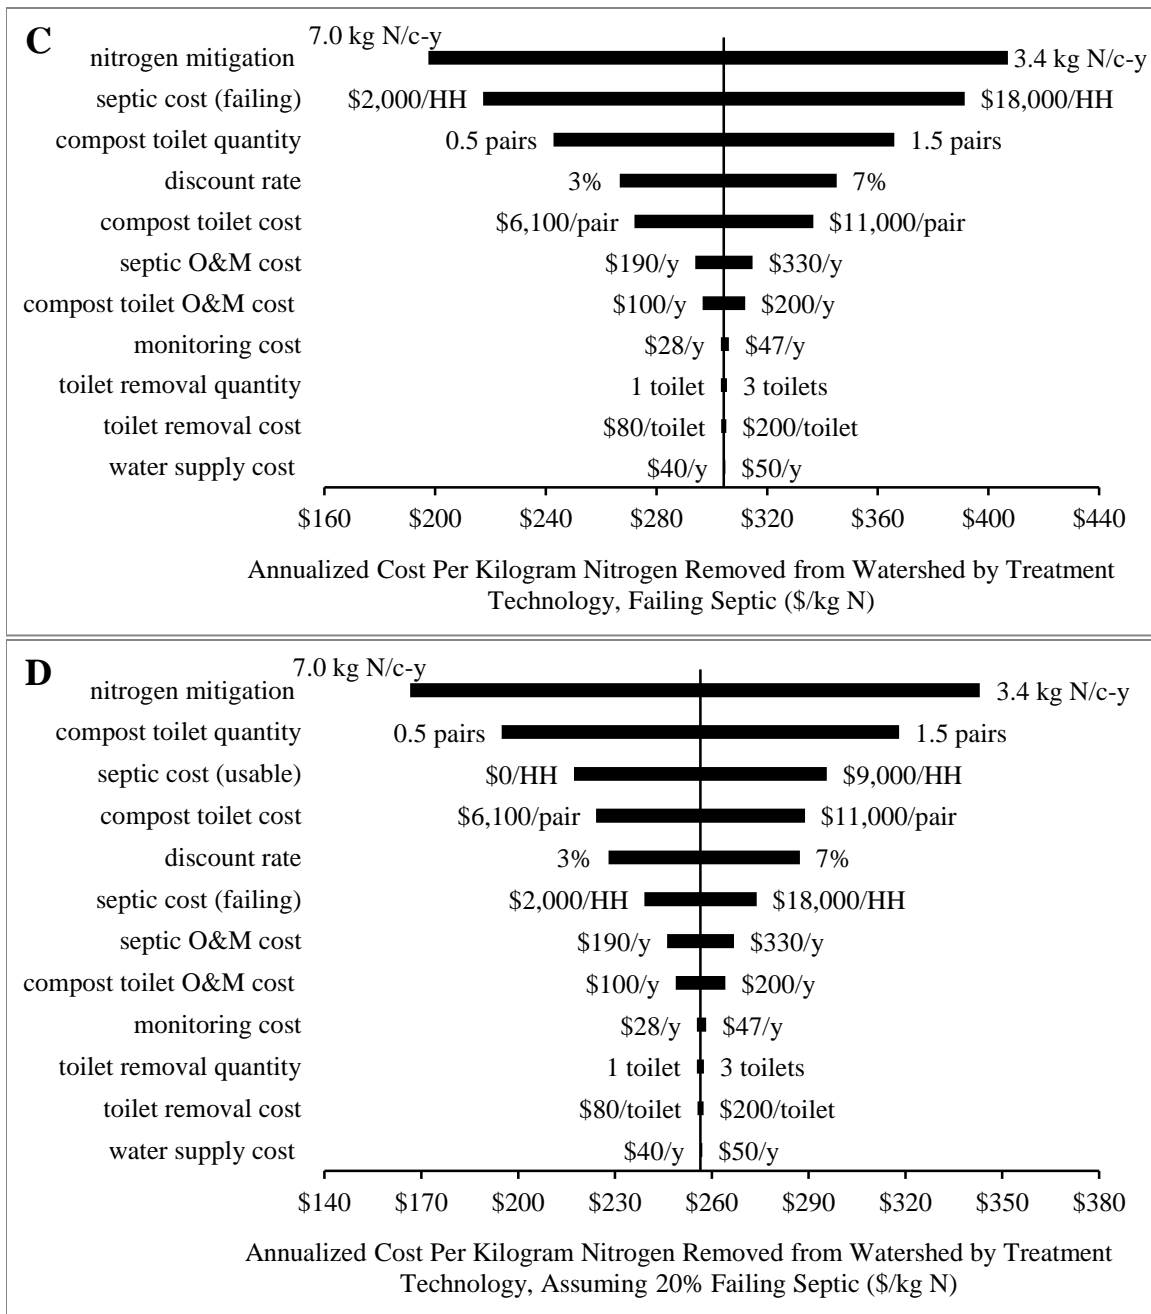 C
7.0 kg N/c-y
nitrogen mitigation 3.4 kg N/c-y
septic cost (failing) $2,000/HH $18,000/HH
compost toilet quantity 0.5 pairs 1.5 pairs
discount rate 3% 7%
compost toilet cost $6,100/pair $11,000/pair
septic O&M cost $190/y $330/y
compost toilet O&M cost $100/y $200/y
monitoring cost $28/y $47/y
toilet removal quantity 1 toilet 3 toilets
toilet removal cost $80/toilet $200/toilet
water supply cost $40/y $50/y
$160 $200 $240 $280 $320 $360 $400 $440
Annualized Cost Per Kilogram Nitrogen Removed from Watershed by Treatment
Technology, Failing Septic ($/kg N)
D
7.0 kg N/c-y
nitrogen mitigation 3.4 kg N/c-y
compost toilet quantity 0.5 pairs 1.5 pairs
septic cost (usable) $0/HH $9,000/HH
compost toilet cost $6,100/pair $11,000/pair
discount rate 3% 7%
septic cost (failing) $2,000/HH $18,000/HH
septic O&M cost $190/y $330/y
compost toilet O&M cost $100/y $200/y
monitoring cost $28/y $47/y
toilet removal quantity 1 toilet 3 toilets
toilet removal cost $80/toilet $200/toilet
water supply cost $40/y $50/y
$140 $170 $200 $230 $260 $290 $320 $350 $380
Annualized Cost Per Kilogram Nitrogen Removed from Watershed by Treatment
Technology, Assuming 20% Failing Septic ($/kg N)